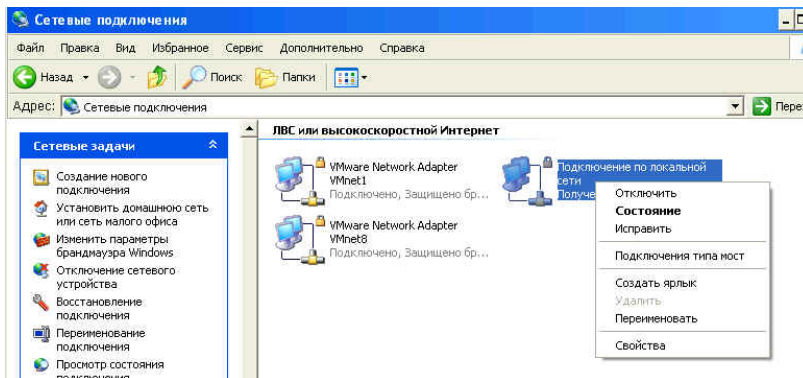 Сетевые подключения
Файл Правка Вид Избранное Сервис Дополнительно Справка
Назад Поиск Папки
Адрес: Сетевые подключения
Сетевые задачи
Создание нового
подключения
Установить домашнюю сеть
или сеть малого офиса
Изменить параметры
брандмауэра Windows
Отключение сетевого
устройства
Восстановление
подключения
Переименование
подключения
Просмотр состояния
ЛВС или высокоскоростной Интернет
VMware Network Adapter
VMnet1
Подключено, Защищено бр...
VMware Network Adapter
VMnet8
Подключено, Защищено бр...
Подключение по локальной
сети
Отключить
Состояние
Исправить
Подключения типа мост
Создать ярлык
Удалить
Переименовать
Свойства